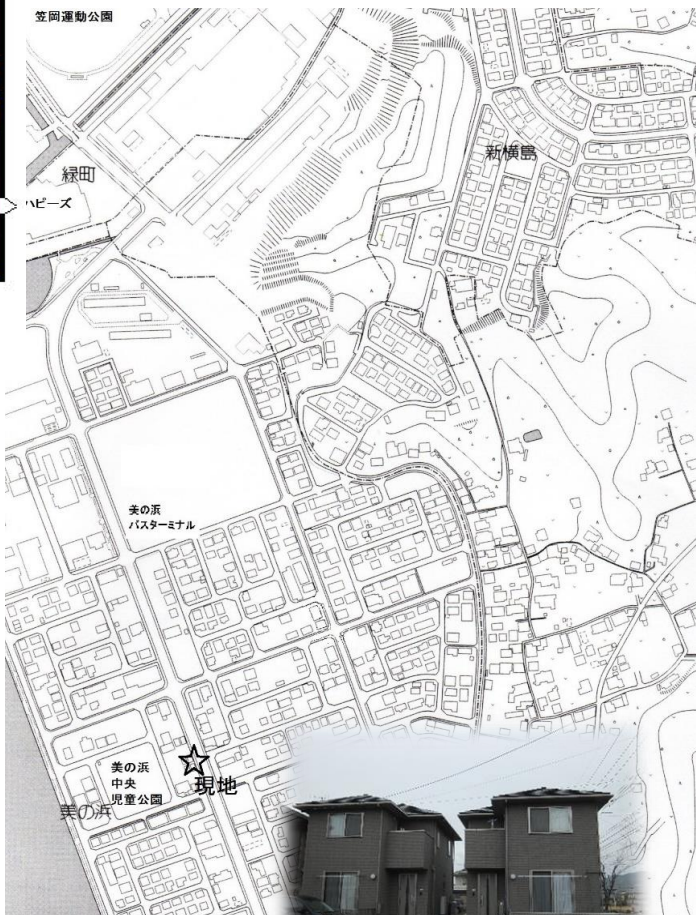 笠岡運動公園
緑町
ハピーズ
新横島
美の浜
バスターミナル
美の浜
中央
児童公園
現地
美の浜